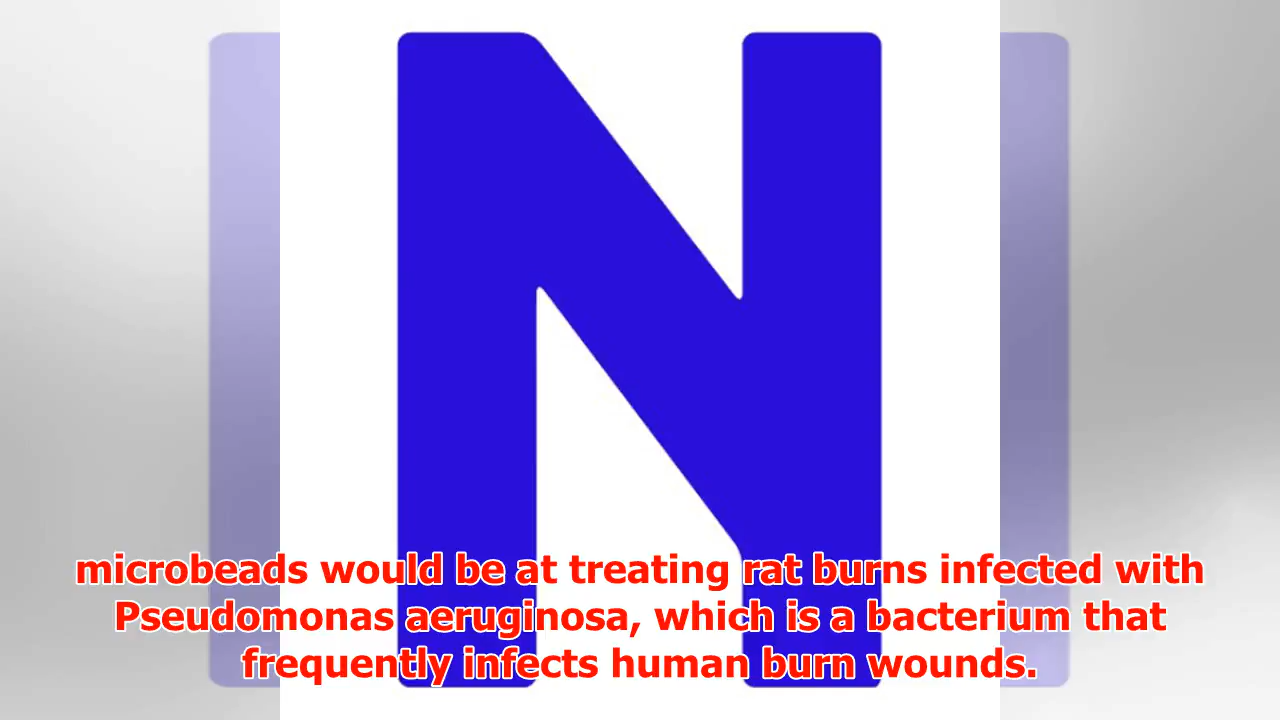 N
microbeads would be at treating rat burns infected with
Pseudomonas aeruginosa, which is a bacterium that
frequently infects human burn wounds.